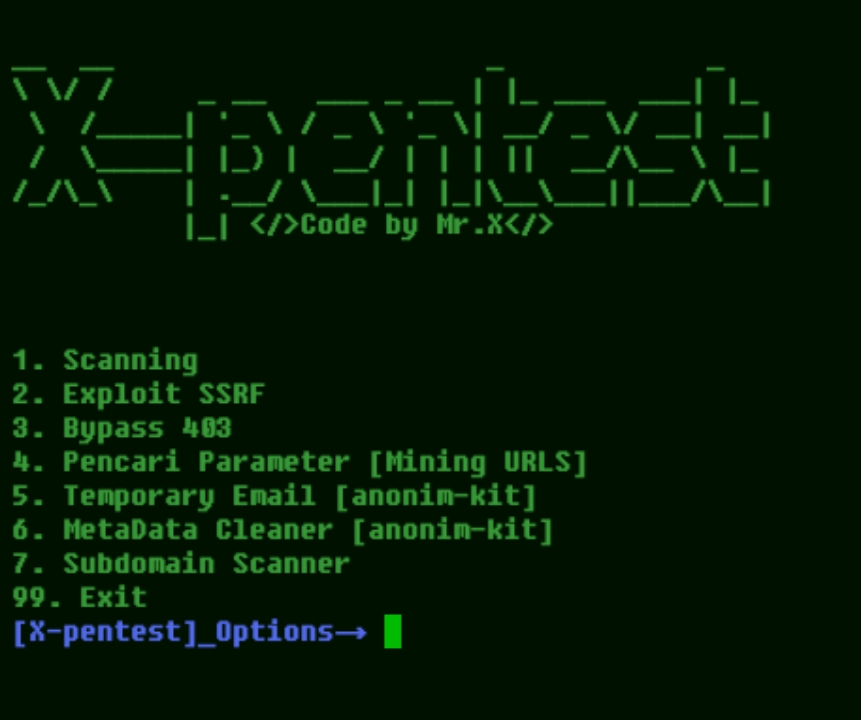 X-pentest
</>Code by Mr.X</>
1. Scanning
2. Exploit SSRF
3. Bypass 403
4. Pencari Parameter [Mining URLS]
5. Temporary Email [anonim-kit]
6. MetaData Cleaner [anonim-kit]
7. Subdomain Scanner
99. Exit
[X-pentest]_Options→